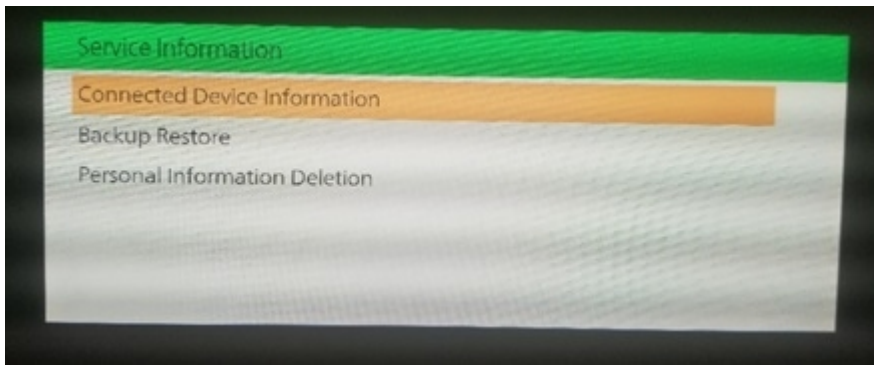 Service Information
Connected Device Information
Backup Restore
Personal Information Deletion